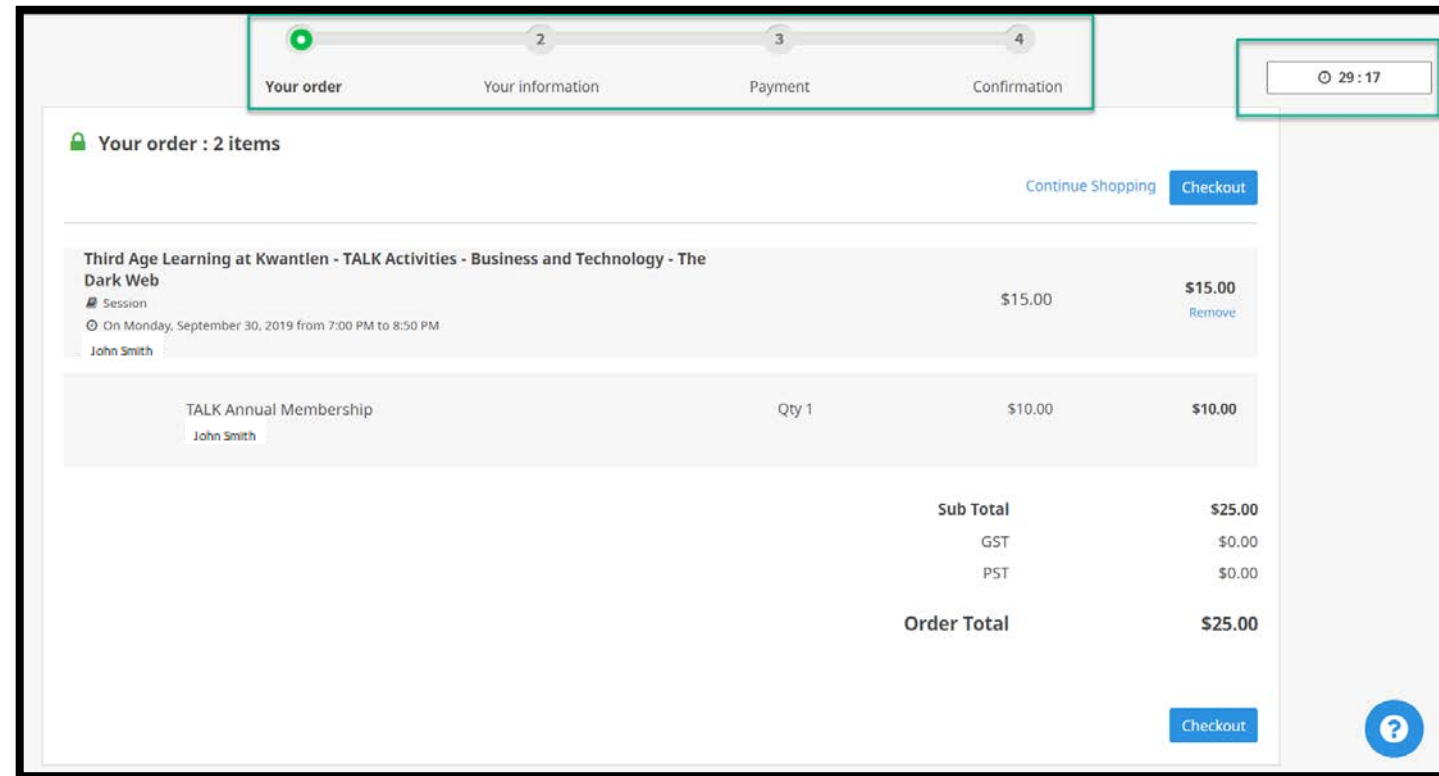 2 3 4
Your order Your information Payment Confirmation
29 : 17
Your order : 2 items
Continue Shopping Checkout
Third Age Learning at Kwantlen - TALK Activities - Business and Technology - The
Dark Web
Session
On Monday, September 30, 2019 from 7:00 PM to 8:50 PM
John Smith
$15.00 $15.00
Remove
TALK Annual Membership Qty 1 $10.00 $10.00
John Smith
Sub Total $25.00
GST $0.00
PST $0.00
Order Total $25.00
Checkout
?